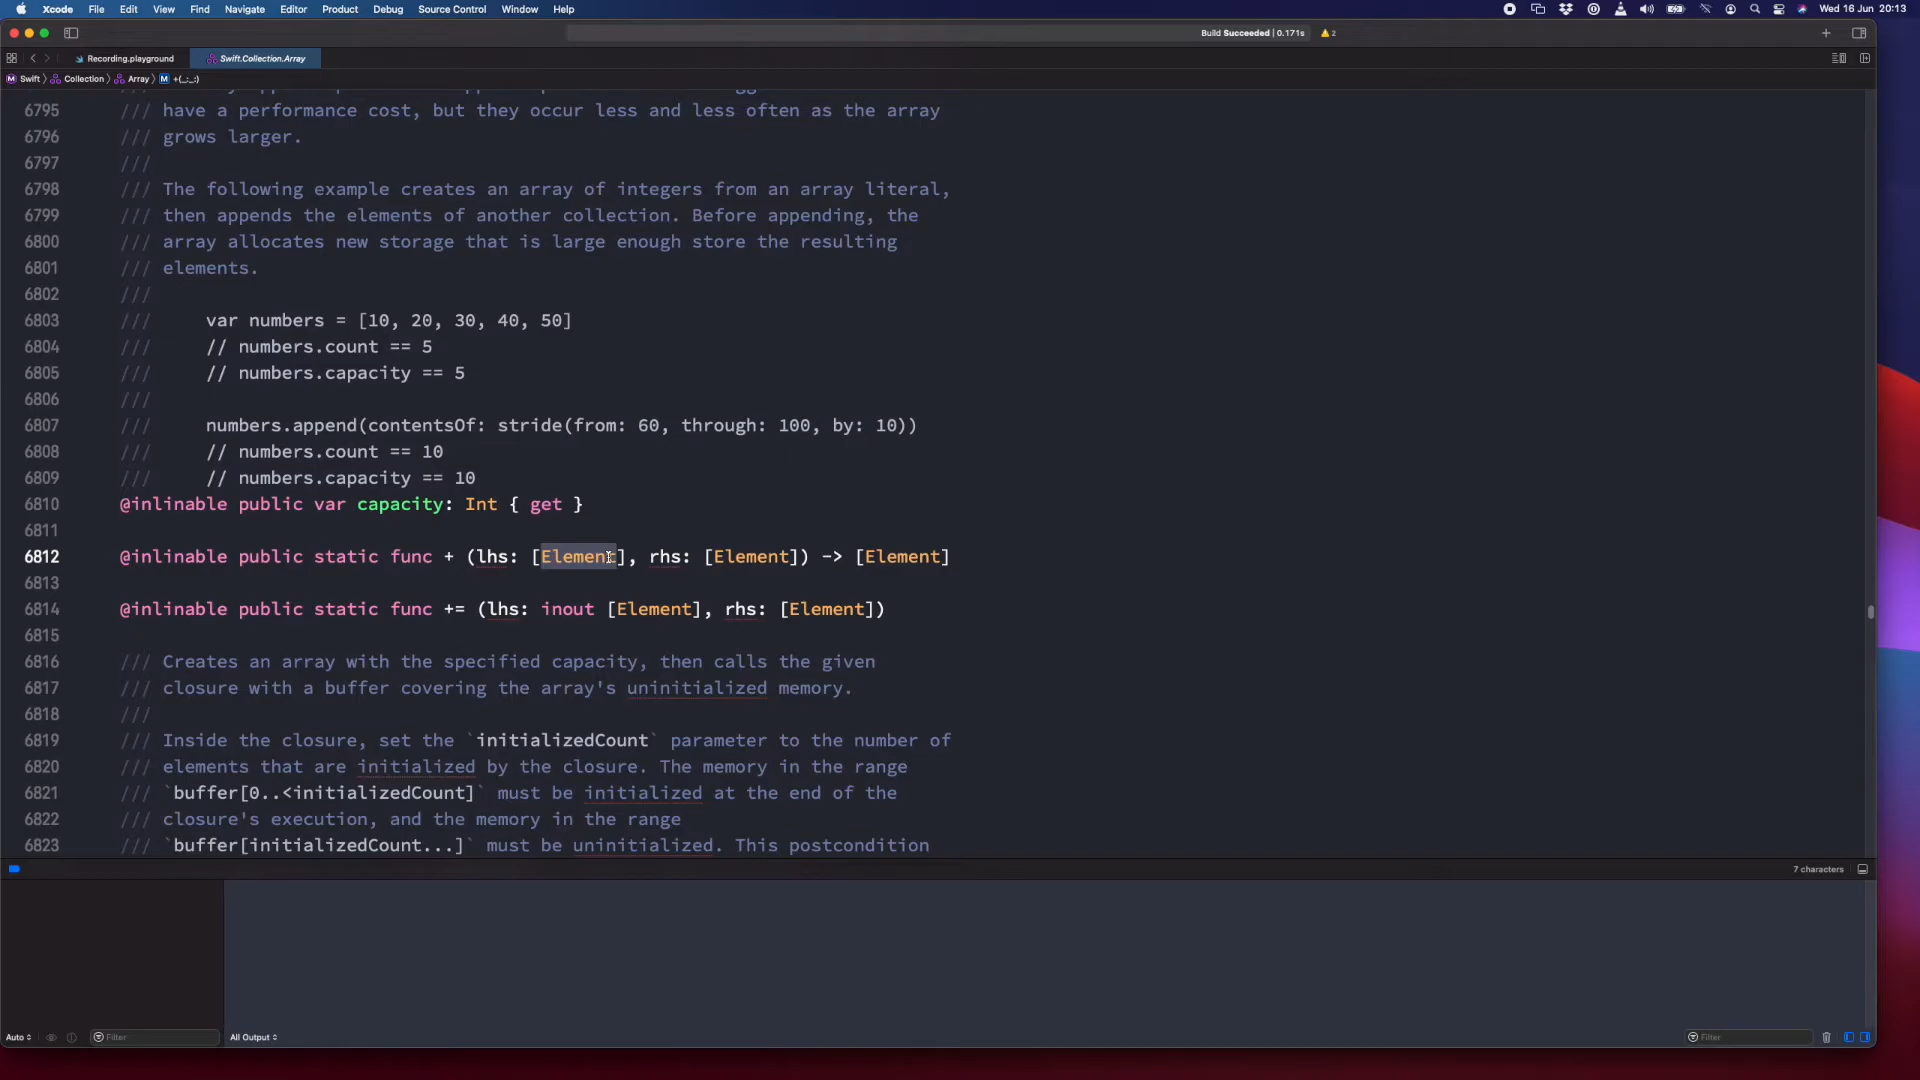 Xcode File Edit View Find Navigate Editor Product Debug Source Control Window Help Wed 16 Jun 20:13
Build Succeeded | 0.171s 2
Recording.playground Swift.Collection.Array
Swift Collection Array M +(_:_:)
6795 /// have a performance cost, but they occur less and less often as the array
6796 /// grows larger.
6797 ///
6798 /// The following example creates an array of integers from an array literal,
6799 /// then appends the elements of another collection. Before appending, the
6800 /// array allocates new storage that is large enough store the resulting
6801 /// elements.
6802 ///
6803 ///     var numbers = [10, 20, 30, 40, 50]
6804 ///     // numbers.count == 5
6805 ///     // numbers.capacity == 5
6806 ///
6807 ///     numbers.append(contentsOf: stride(from: 60, through: 100, by: 10))
6808 ///     // numbers.count == 10
6809 ///     // numbers.capacity == 10
6810 @inlinable public var capacity: Int { get }
6811
6812 @inlinable public static func + (lhs: [Element], rhs: [Element]) -> [Element]
6813
6814 @inlinable public static func += (lhs: inout [Element], rhs: [Element])
6815
6816 /// Creates an array with the specified capacity, then calls the given
6817 /// closure with a buffer covering the array's uninitialized memory.
6818 ///
6819 /// Inside the closure, set the `initializedCount` parameter to the number of
6820 /// elements that are initialized by the closure. The memory in the range
6821 /// `buffer[0..<initializedCount]` must be initialized at the end of the
6822 /// closure's execution, and the memory in the range
6823 /// `buffer[initializedCount...]` must be uninitialized. This postcondition
7 characters
Auto Filter All Output Filter